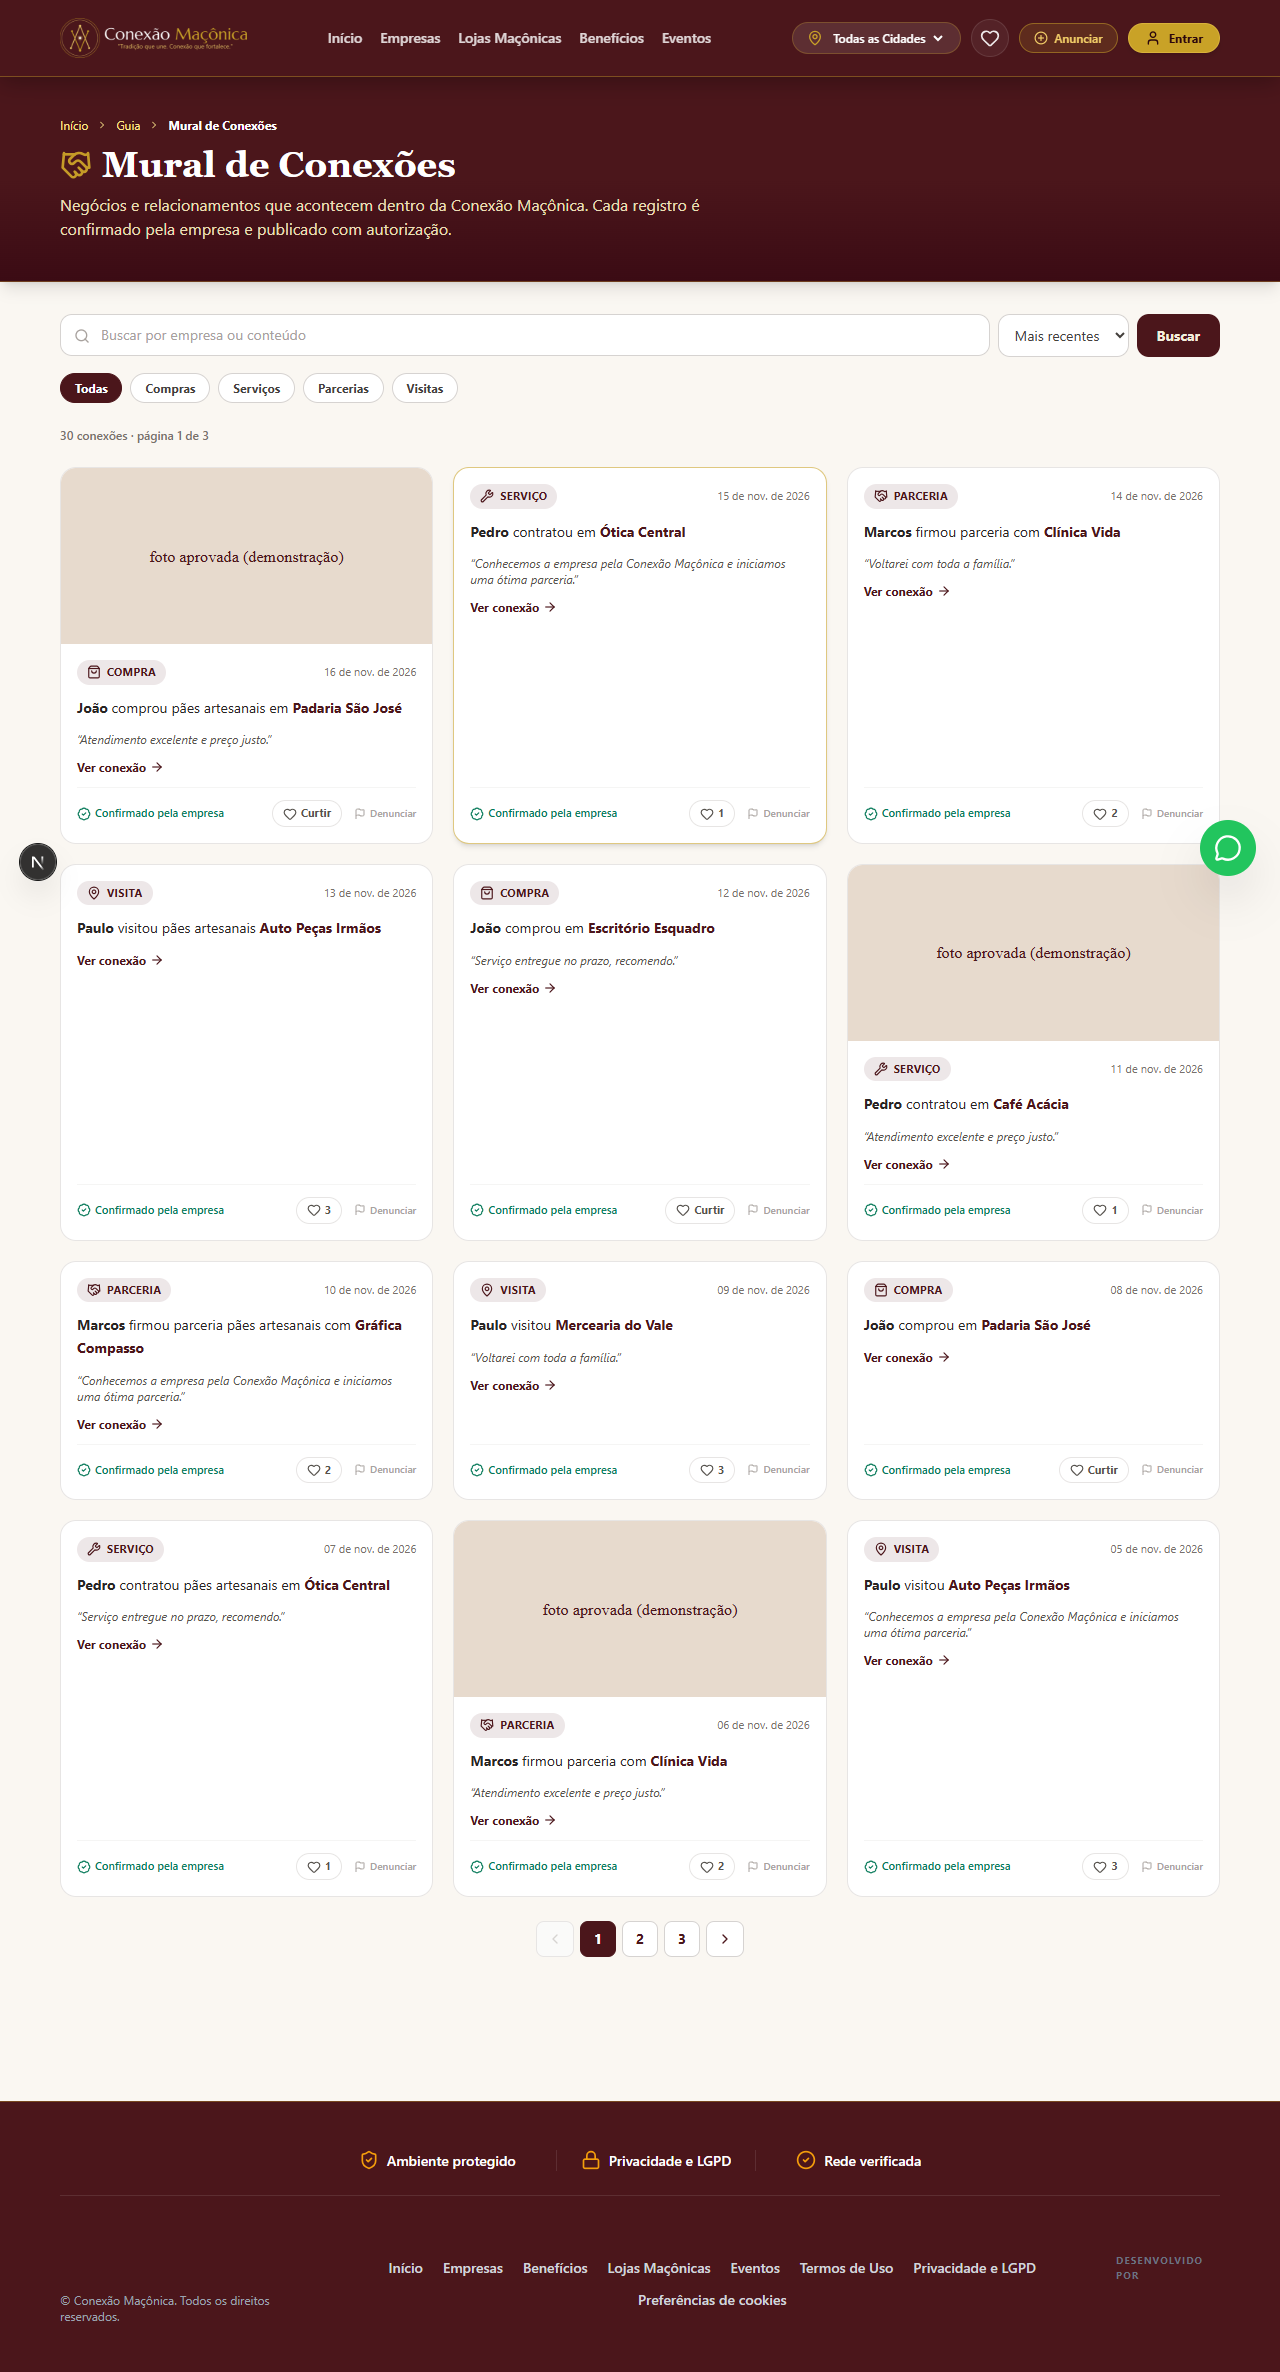 Conexão Maçônica
"Tradição que une. Conexão que fortalece."
Início
Empresas
Lojas Maçônicas
Benefícios
Eventos
Todas as Cidades
Anunciar
Entrar
Início > Guia > Mural de Conexões
Mural de Conexões
Negócios e relacionamentos que acontecem dentro da Conexão Maçônica. Cada registro é
confirmado pela empresa e publicado com autorização.
Buscar por empresa ou conteúdo
Mais recentes
Buscar
Todas
Compras
Serviços
Parcerias
Visitas
30 conexões · página 1 de 3
foto aprovada (demonstração)
COMPRA
16 de nov. de 2026
João comprou pães artesanais em Padaria São José
"Atendimento excelente e preço justo."
Ver conexão →
Confirmado pela empresa
Curtir
Denunciar
SERVIÇO
15 de nov. de 2026
Pedro contratou em Ótica Central
"Conhecemos a empresa pela Conexão Maçônica e iniciamos
uma ótima parceria."
Ver conexão →
Confirmado pela empresa
1
Denunciar
PARCERIA
14 de nov. de 2026
Marcos firmou parceria com Clínica Vida
"Voltarei com toda a família."
Ver conexão →
Confirmado pela empresa
2
Denunciar
N
VISITA
13 de nov. de 2026
Paulo visitou pães artesanais Auto Peças Irmãos
Ver conexão →
Confirmado pela empresa
3
Denunciar
COMPRA
12 de nov. de 2026
João comprou em Escritório Esquadro
"Serviço entregue no prazo, recomendo."
Ver conexão →
Confirmado pela empresa
Curtir
Denunciar
foto aprovada (demonstração)
SERVIÇO
11 de nov. de 2026
Pedro contratou em Café Acácia
"Atendimento excelente e preço justo."
Ver conexão →
Confirmado pela empresa
1
Denunciar
PARCERIA
10 de nov. de 2026
Marcos firmou parceria pães artesanais com Gráfica
Compasso
"Conhecemos a empresa pela Conexão Maçônica e iniciamos
uma ótima parceria."
Ver conexão →
Confirmado pela empresa
2
Denunciar
VISITA
09 de nov. de 2026
Paulo visitou Mercearia do Vale
"Voltarei com toda a família."
Ver conexão →
Confirmado pela empresa
3
Denunciar
COMPRA
08 de nov. de 2026
João comprou em Padaria São José
Ver conexão →
Confirmado pela empresa
Curtir
Denunciar
SERVIÇO
07 de nov. de 2026
Pedro contratou pães artesanais em Ótica Central
"Serviço entregue no prazo, recomendo."
Ver conexão →
Confirmado pela empresa
1
Denunciar
foto aprovada (demonstração)
PARCERIA
06 de nov. de 2026
Marcos firmou parceria com Clínica Vida
"Atendimento excelente e preço justo."
Ver conexão →
Confirmado pela empresa
2
Denunciar
VISITA
05 de nov. de 2026
Paulo visitou Auto Peças Irmãos
"Conhecemos a empresa pela Conexão Maçônica e iniciamos
uma ótima parceria."
Ver conexão →
Confirmado pela empresa
3
Denunciar
1
2
3
Ambiente protegido
Privacidade e LGPD
Rede verificada
Início
Empresas
Benefícios
Lojas Maçônicas
Eventos
Termos de Uso
Privacidade e LGPD
Preferências de cookies
DESENVOLVIDO
POR
© Conexão Maçônica. Todos os direitos
reservados.